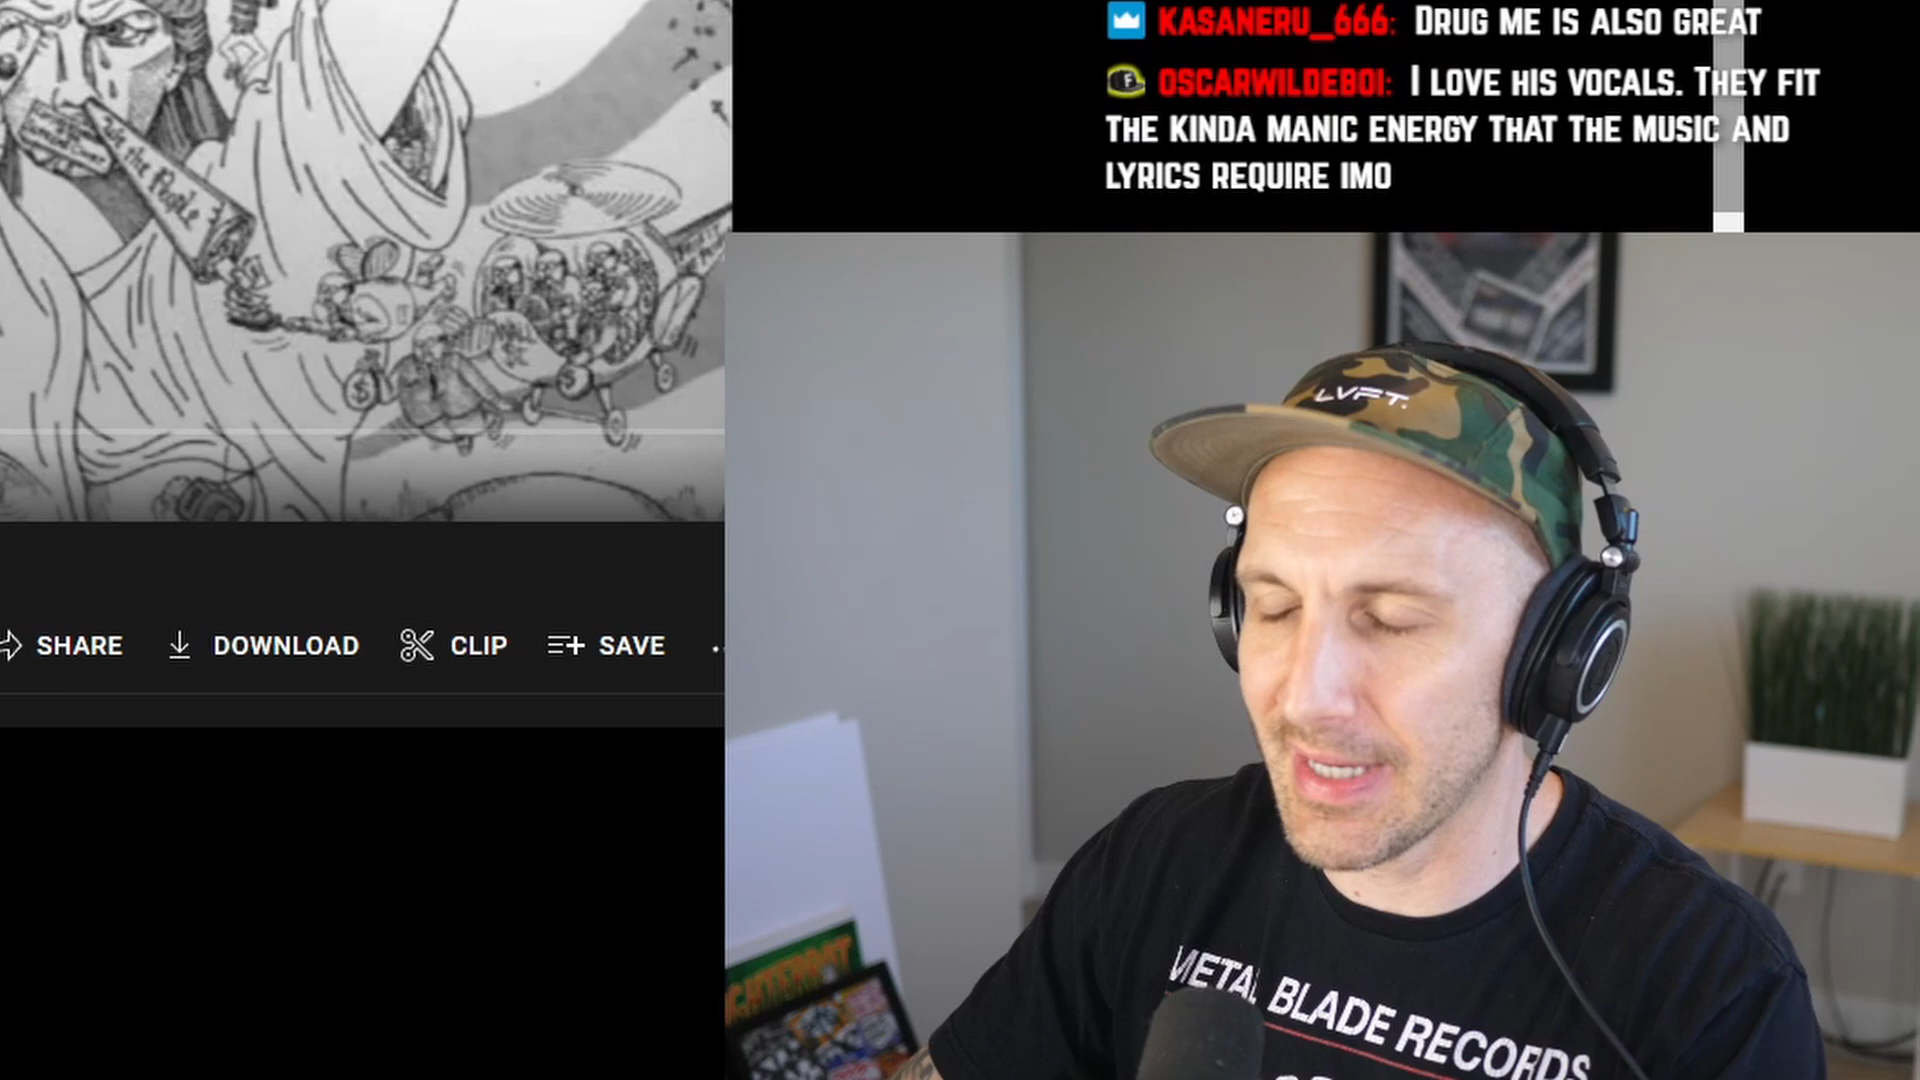 KASANERU_666: DRUG ME IS ALSO GREAT
OSCARWILDEBOI: I LOVE HIS VOCALS. THEY FIT
THE KINDA MANIC ENERGY THAT THE MUSIC AND
LYRICS REQUIRE IMO
the People
LVFT.
SHARE
DOWNLOAD
CLIP
SAVE
METAL BLADE RECORDS